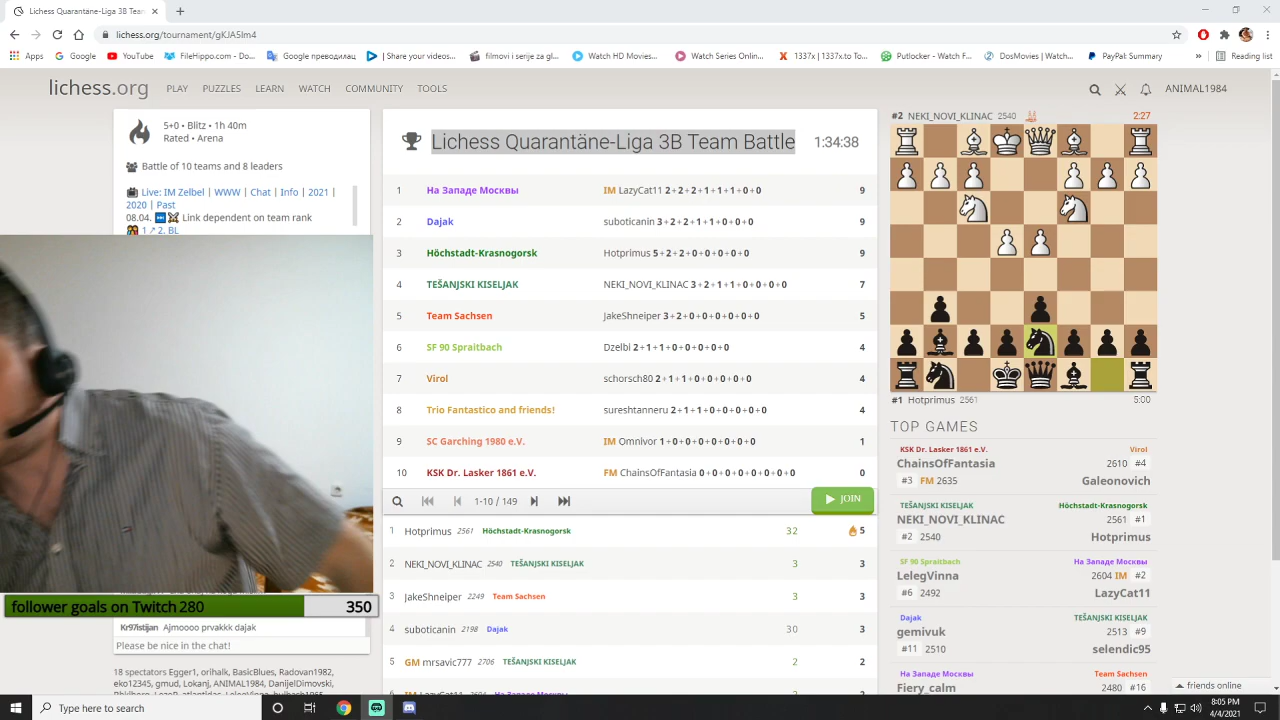 lichess.org/tournament/gKJA5Im4
Apps Google YouTube FileHippo.com - Do... Google преводилац | Share your videos... filmovi i serije za gl... Watch HD Movies... Watch Series Online... 1337x,1337x.to To... Putlocker - Watch D... DosMovies | Watch... PayPal Summary » Reading list
lichess.org PLAY PUZZLES LEARN WATCH COMMUNITY TOOLS ANIMAL1984
5+0 • Blitz • 1h 40m
Rated • Arena
Battle of 10 teams and 8 leaders
Live: IM Zelbel | WWW | Chat | Info | 2021 |
2020 | Past
08.04. Link dependent on team rank
1 ↗ 2. BL
Lichess Quarantäne-Liga 3B Team Battle 1:34:38
1 На Западе Москвы IM LazyCat11 2+2+2+1+1+1+0+0 9
2 Dajak suboticanin 3+2+2+1+1+0+0+0 9
3 Höchstadt-Krasnogorsk Hotprimus 5+2+2+0+0+0+0+0 9
4 TEŠANJSKI KISELJAK NEKI_NOVI_KLINAC 3+2+1+1+0+0+0+0 7
5 Team Sachsen JakeShneiper 3+2+0+0+0+0+0+0 5
6 SF 90 Spraitbach Dzelbi 2+1+1+0+0+0+0+0 4
7 Virol schorsch80 2+1+1+0+0+0+0+0 4
8 Trio Fantastico and friends! sureshtanneru 2+1+1+0+0+0+0+0 4
9 SC Garching 1980 e.V. IM Omnivor 1+0+0+0+0+0+0+0 1
10 KSK Dr. Lasker 1861 e.V. FM ChainsOfFantasia 0+0+0+0+0+0+0+0 0
1-10 / 149 JOIN
1 Hotprimus 2561 Höchstadt-Krasnogorsk 32 5
2 NEKI_NOVI_KLINAC 2540 TEŠANJSKI KISELJAK 3 3
3 JakeShneiper 2249 Team Sachsen 3 3
4 suboticanin 2198 Dajak 30 3
5 GM mrsavic777 2706 TEŠANJSKI KISELJAK 2 2
#2 NEKI_NOVI_KLINAC 2540 2:27
#1 Hotprimus 2561 5:00
TOP GAMES
KSK Dr. Lasker 1861 e.V. Virol
ChainsOfFantasia 2610 #4
#3 FM 2635 Galeonovich
TEŠANJSKI KISELJAK Höchstadt-Krasnogorsk
NEKI_NOVI_KLINAC 2561 #1
#2 2540 Hotprimus
SF 90 Spraitbach На Западе Москвы
LelegVinna 2604 IM #2
#6 2492 LazyCat11
Dajak TEŠANJSKI KISELJAK
gemivuk 2513 #9
#11 2510 selendic95
На Западе Москвы Team Sachsen
Fiery_calm 2480 #16
friends online
follower goals on Twitch 280 350
Kr97istijan Ajmoooo prvakkk dajak
Please be nice in the chat!
18 spectators Egger1, orihalk, BasicBlues, Radovan1982,
eko12345, gmud, Lokanj, ANIMAL1984, DanijelDimovski,
Type here to search
8:05 PM
4/4/2021